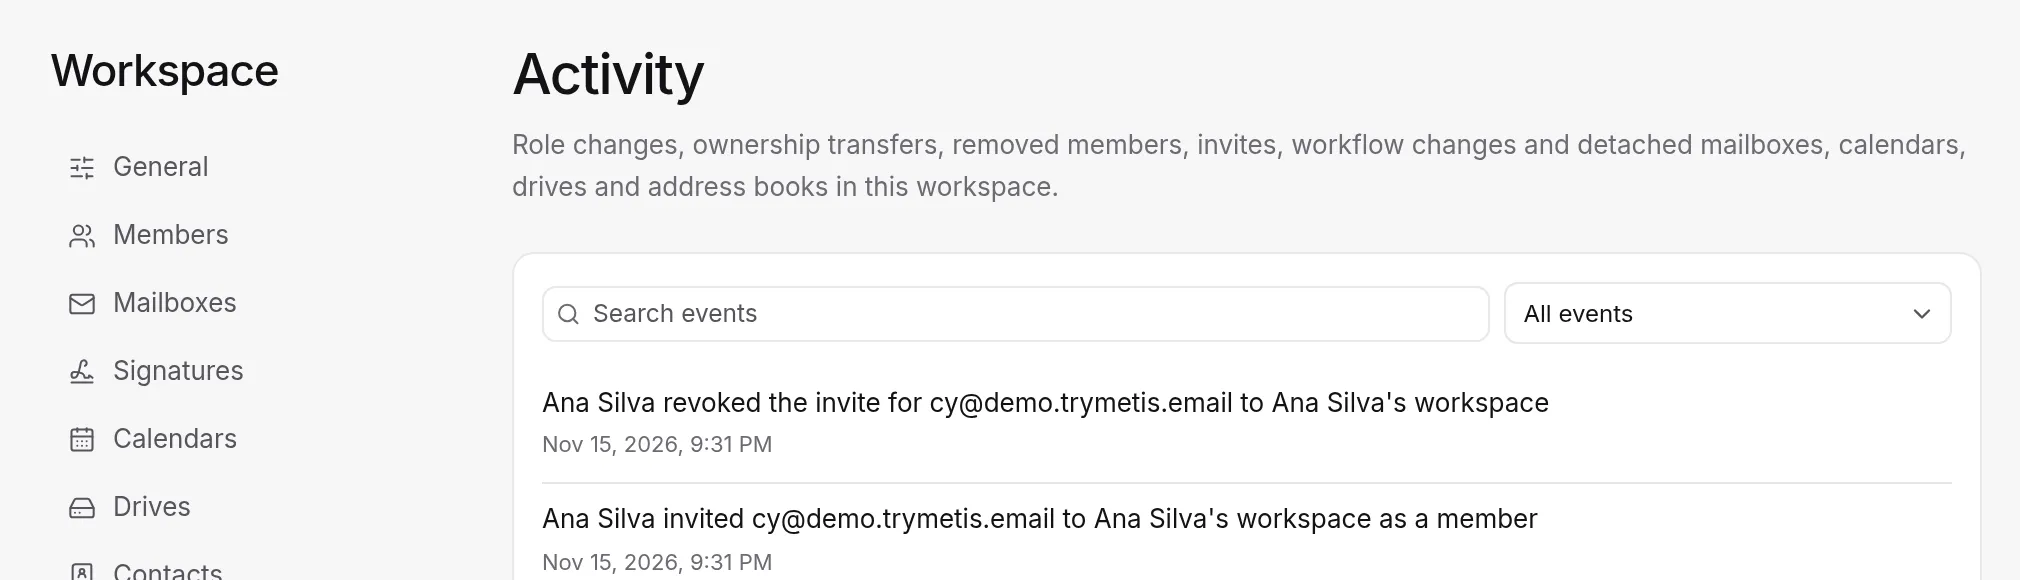 Workspace
General
Members
Mailboxes
Signatures
Calendars
Drives
Contacts
Activity
Role changes, ownership transfers, removed members, invites, workflow changes and detached mailboxes, calendars,
drives and address books in this workspace.
Search events
All events
Ana Silva revoked the invite for cy@demo.trymetis.email to Ana Silva's workspace
Nov 15, 2026, 9:31 PM
Ana Silva invited cy@demo.trymetis.email to Ana Silva's workspace as a member
Nov 15, 2026, 9:31 PM